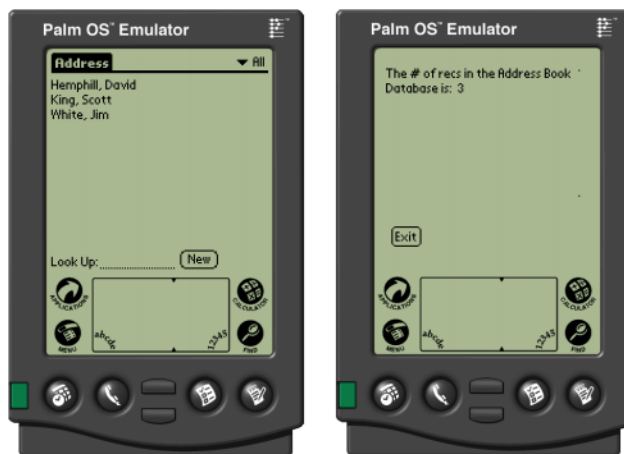 Palm OS™ Emulator
Address
▼ All
Hemphill, David
King, Scott
White, Jim
Look Up:
New
APPLICATIONS
CALCULATOR
MENU
FIND
abcde
12345
Palm OS™ Emulator
The # of recs in the Address Book
Database is: 3
Exit
APPLICATIONS
CALCULATOR
MENU
FIND
abcde
12345